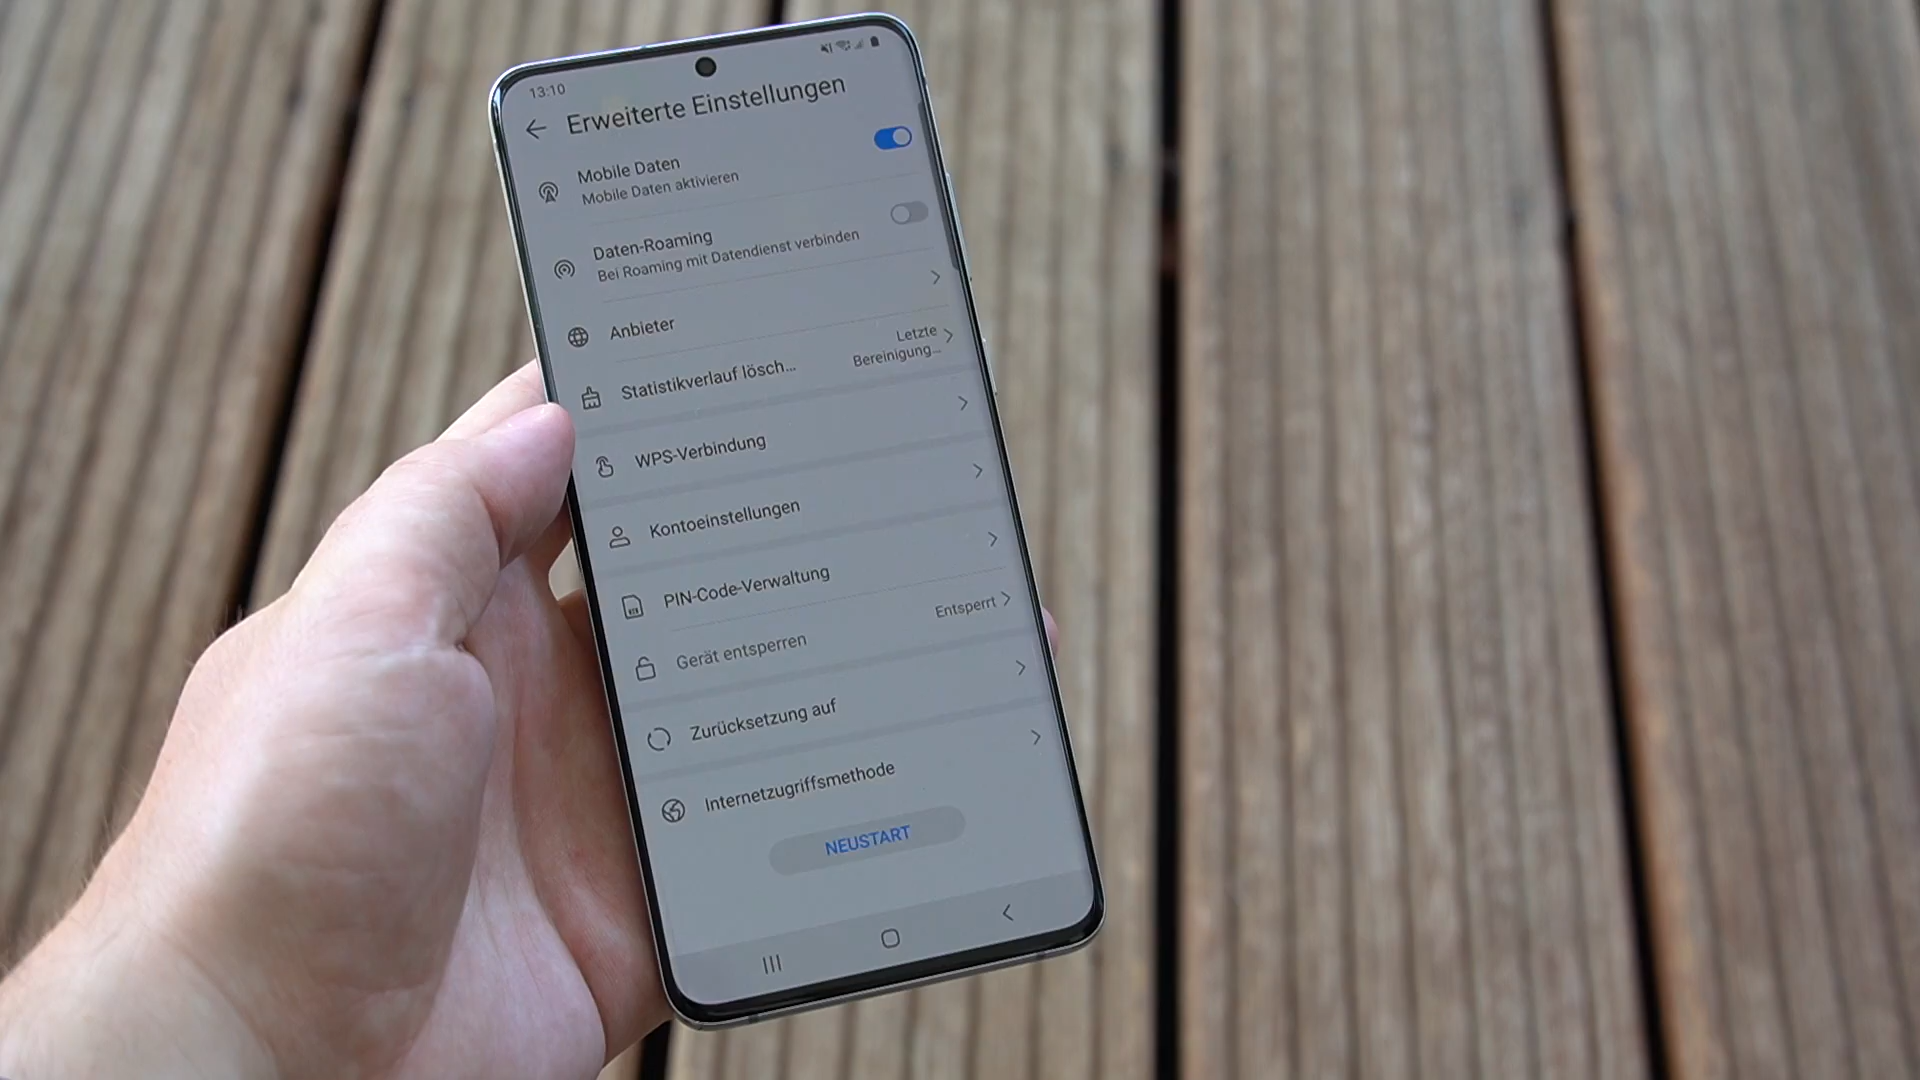 13:10
Erweiterte Einstellungen
Mobile Daten
Mobile Daten aktivieren
Daten-Roaming
Bei Roaming mit Datendienst verbinden
Anbieter
Statistikverlauf lösch...
Letzte
Bereinigung...
WPS-Verbindung
Kontoeinstellungen
PIN-Code-Verwaltung
Gerät entsperren
Entsperrt
Zurücksetzung auf
Internetzugriffsmethode
NEUSTART